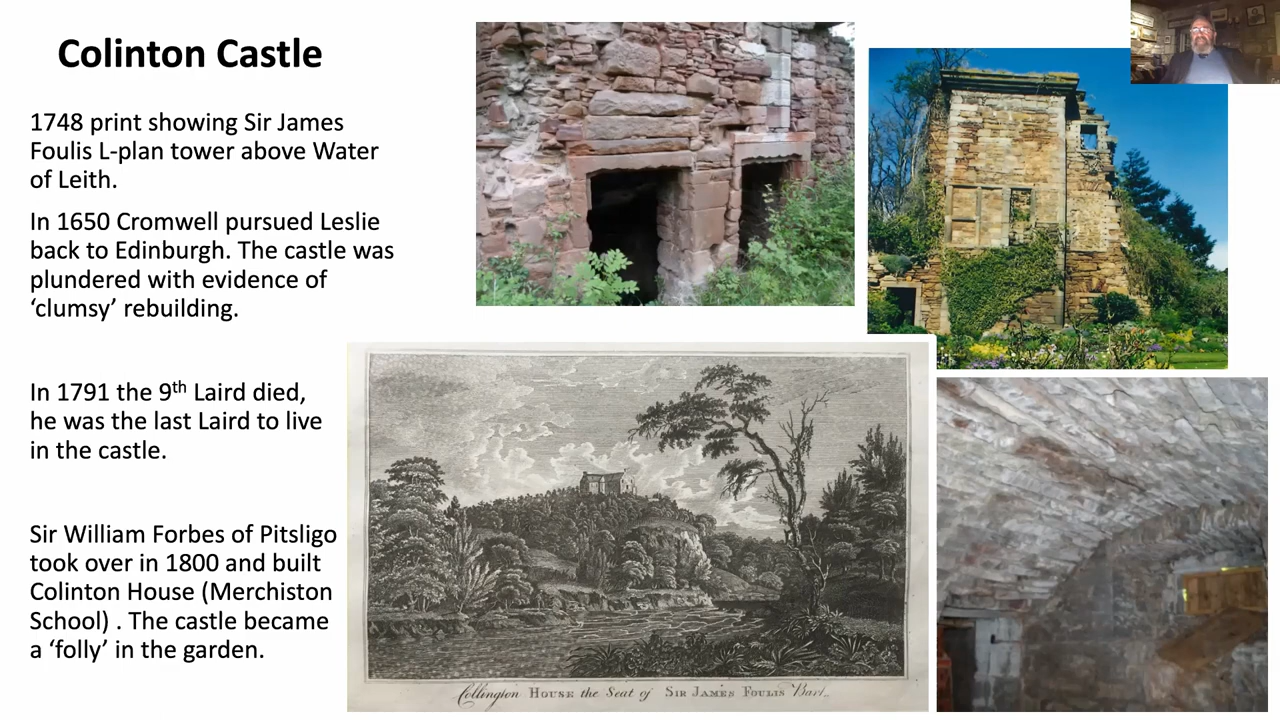 Colinton Castle
1748 print showing Sir James
Foulis L-plan tower above Water
of Leith.
In 1650 Cromwell pursued Leslie
back to Edinburgh. The castle was
plundered with evidence of
‘clumsy’ rebuilding.
In 1791 the 9th Laird died,
he was the last Laird to live
in the castle.
Sir William Forbes of Pitsligo
took over in 1800 and built
Colinton House (Merchiston
School) . The castle became
a ‘folly’ in the garden.
Collington House the Seat of Sir James Foulis Bart.